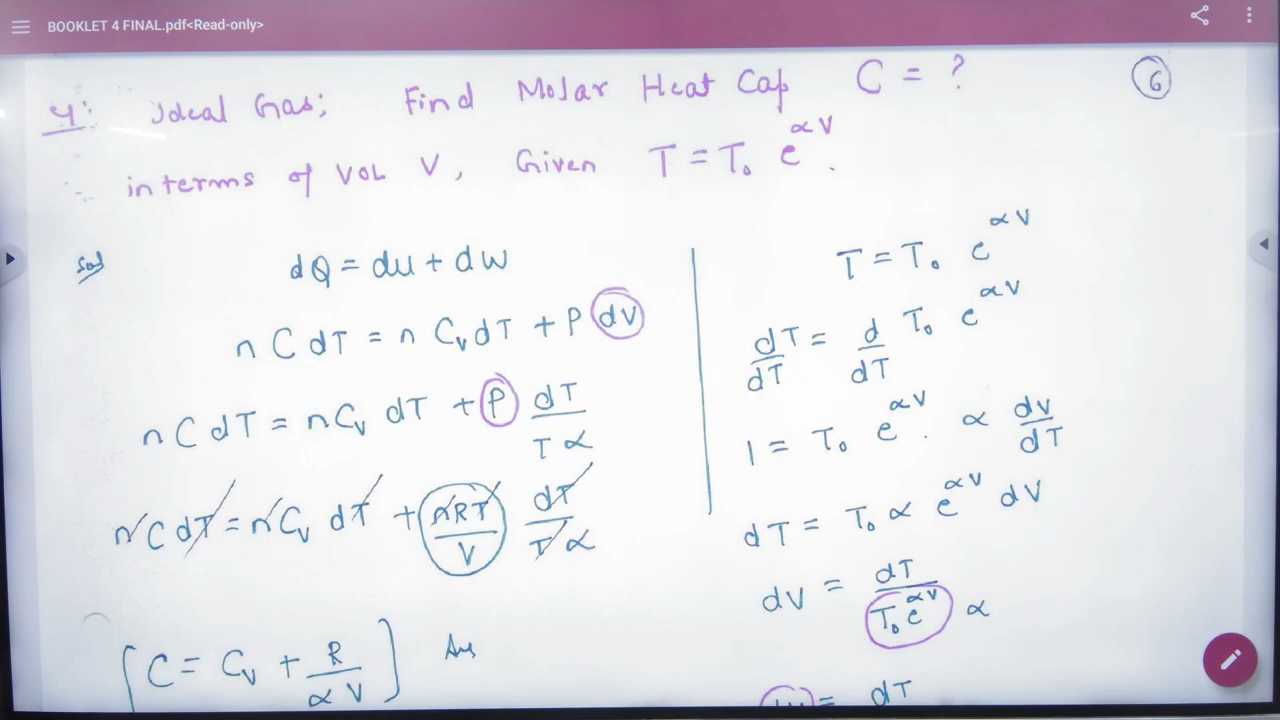 BOOKLET 4 FINAL.pdf<Read-only>
4: Ideal Gas; Find Molar Heat Cap C = ? 6
in terms of VOL V, Given T = T₀ e^αV.
Sol
dQ = du + dw
n C dT = n Cᵥ dT + P dV
n C dT = n Cᵥ dT + P dT/Tα
n C dT = n Cᵥ dT + nRT/V dT/Tα
[C = Cᵥ + R/αV] Ans
T = T₀ e^αV
dT/dT = d/dT T₀ e^αV
1 = T₀ e^αV. α dv/dT
dT = T₀ α e^αV dV
dv = dT/T₀ e^αV α
= dT